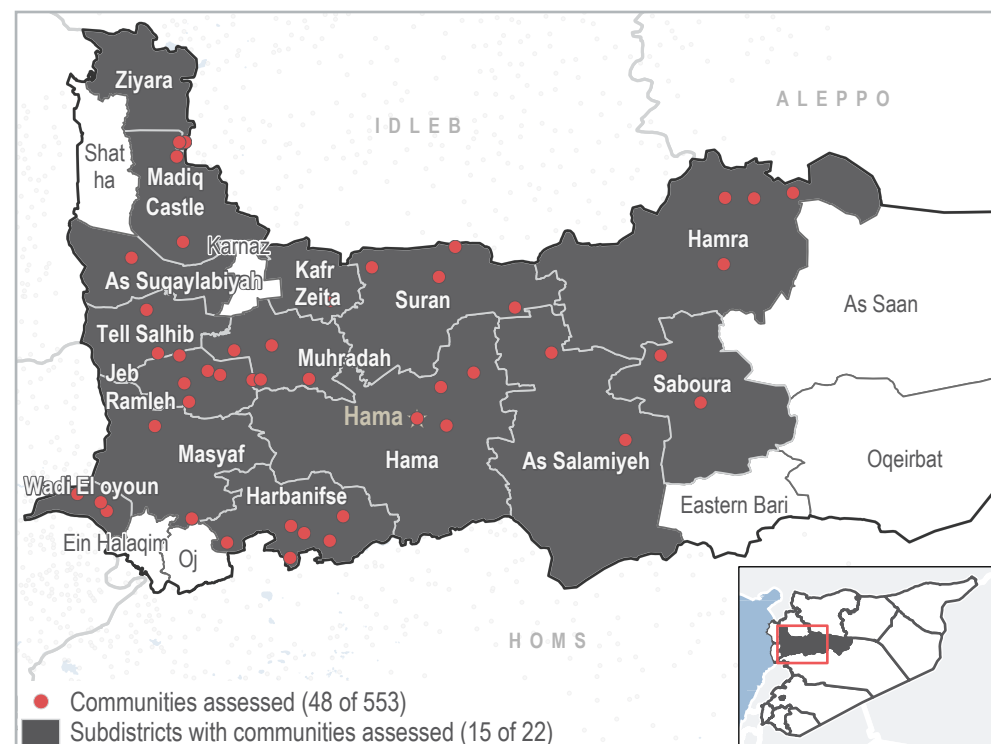 Ziyara
ALEPPO
IDLEB
Shat
ha
Madiq
Castle
Hamra
Karnaz
As Suqaylabiyah
Kafr
Zeita
Suran
As Saan
Tell Salhib
Muhradah
Jeb
Ramleh
Saboura
Hama
Masyaf
Hama
As Salamiyeh
Oqeirbat
Wadi El oyoun
Harbanifse
Eastern Bari
Ein Halaqim
Oj
HOMS
Communities assessed (48 of 553)
Subdistricts with communities assessed (15 of 22)